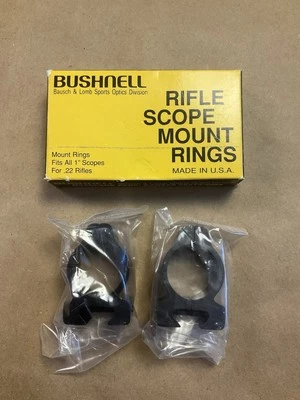 BUSHNELL
Bausch & Lomb Sports Optics Division
RIFLE
SCOPE
MOUNT
RINGS
MADE IN U.S.A.
Mount Rings
Fits All 1" Scopes
For .22 Rifles